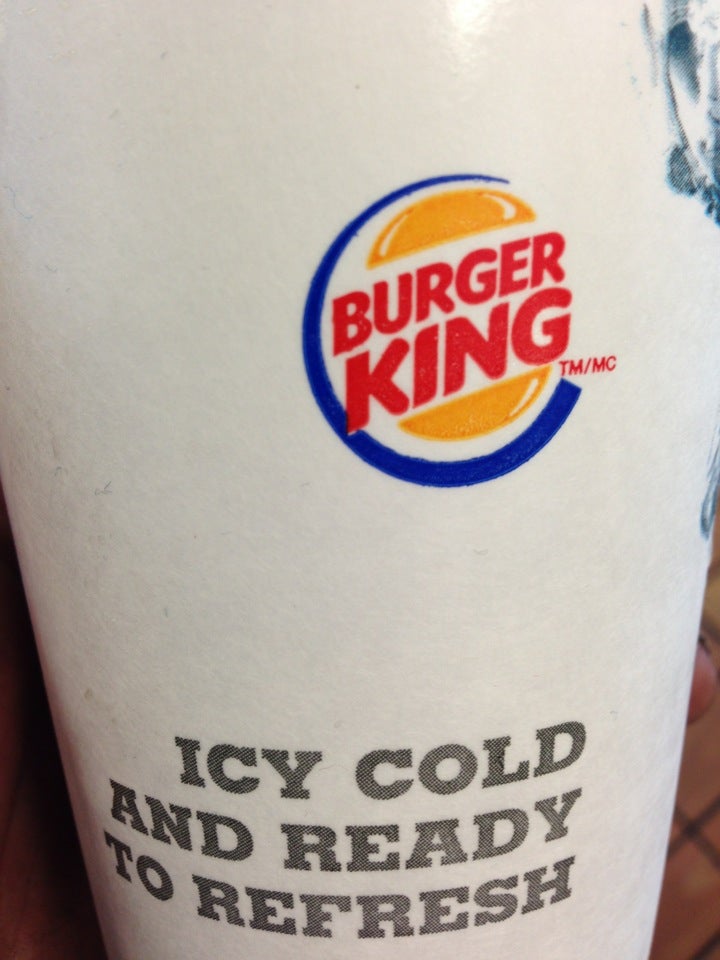 BURGER
KING
TM/MC
ICY COLD
AND READY
TO REFRESH